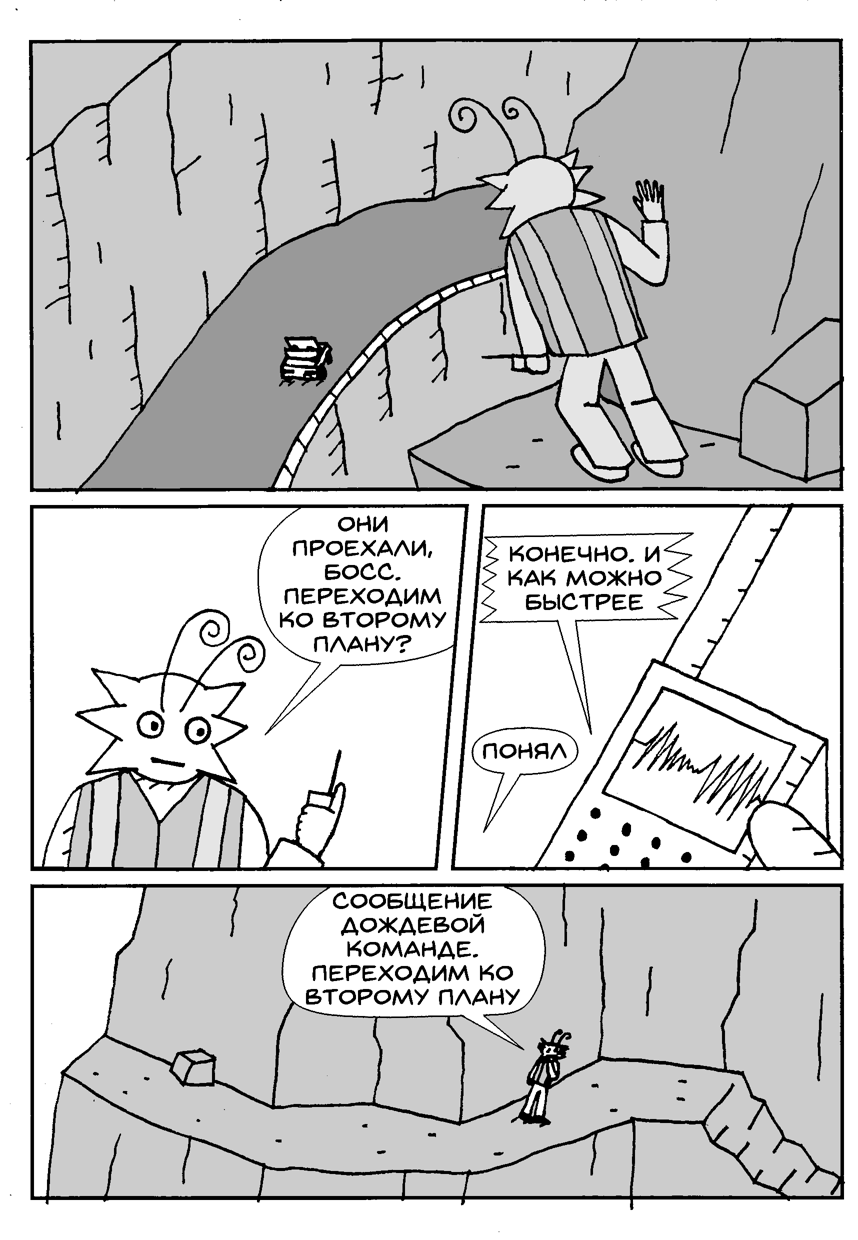 ОНИ
ПРОЕХАЛИ,
БОСС.
ПЕРЕХОДИМ
КО ВТОРОМУ
ПЛАНУ?
КОНЕЧНО. И
КАК МОЖНО
БЫСТРЕЕ
ПОНЯЛ
СООБЩЕНИЕ
ДОЖДЕВОЙ
КОМАНДЕ.
ПЕРЕХОДИМ КО
ВТОРОМУ ПЛАНУ